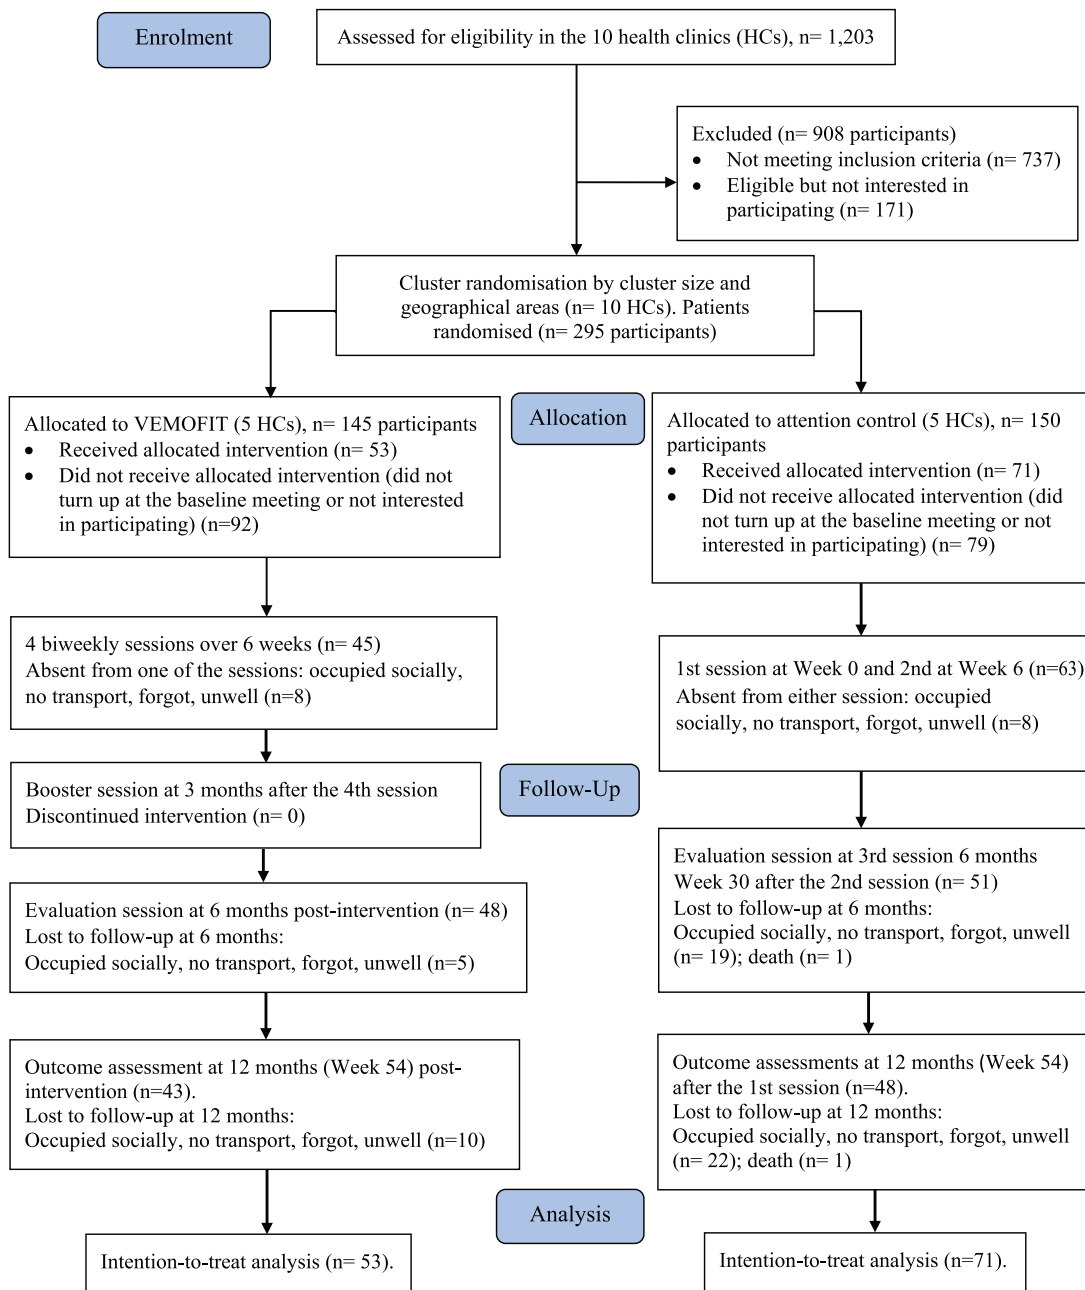 Enrolment
Assessed for eligibility in the 10 health clinics (HCs), n= 1,203
Excluded (n= 908 participants)
• Not meeting inclusion criteria (n= 737)
• Eligible but not interested in
participating (n= 171)
Cluster randomisation by cluster size and
geographical areas (n= 10 HCs). Patients
randomised (n= 295 participants)
Allocation
Allocated to VEMOFIT (5 HCs), n= 145 participants
• Received allocated intervention (n= 53)
• Did not receive allocated intervention (did not
turn up at the baseline meeting or not interested
in participating) (n=92)
Allocated to attention control (5 HCs), n= 150
participants
• Received allocated intervention (n= 71)
• Did not receive allocated intervention (did
not turn up at the baseline meeting or not
interested in participating) (n= 79)
4 biweekly sessions over 6 weeks (n= 45)
Absent from one of the sessions: occupied socially,
no transport, forgot, unwell (n=8)
1st session at Week 0 and 2nd at Week 6 (n=63)
Absent from either session: occupied
socially, no transport, forgot, unwell (n=8)
Follow-Up
Booster session at 3 months after the 4th session
Discontinued intervention (n= 0)
Evaluation session at 3rd session 6 months
Week 30 after the 2nd session (n= 51)
Lost to follow-up at 6 months:
Occupied socially, no transport, forgot, unwell
(n= 19); death (n= 1)
Evaluation session at 6 months post-intervention (n= 48)
Lost to follow-up at 6 months:
Occupied socially, no transport, forgot, unwell (n=5)
Outcome assessment at 12 months (Week 54) post-
intervention (n=43).
Lost to follow-up at 12 months:
Occupied socially, no transport, forgot, unwell (n=10)
Outcome assessments at 12 months (Week 54)
after the 1st session (n=48).
Lost to follow-up at 12 months:
Occupied socially, no transport, forgot, unwell
(n= 22); death (n= 1)
Analysis
Intention-to-treat analysis (n= 53).
Intention-to-treat analysis (n=71).